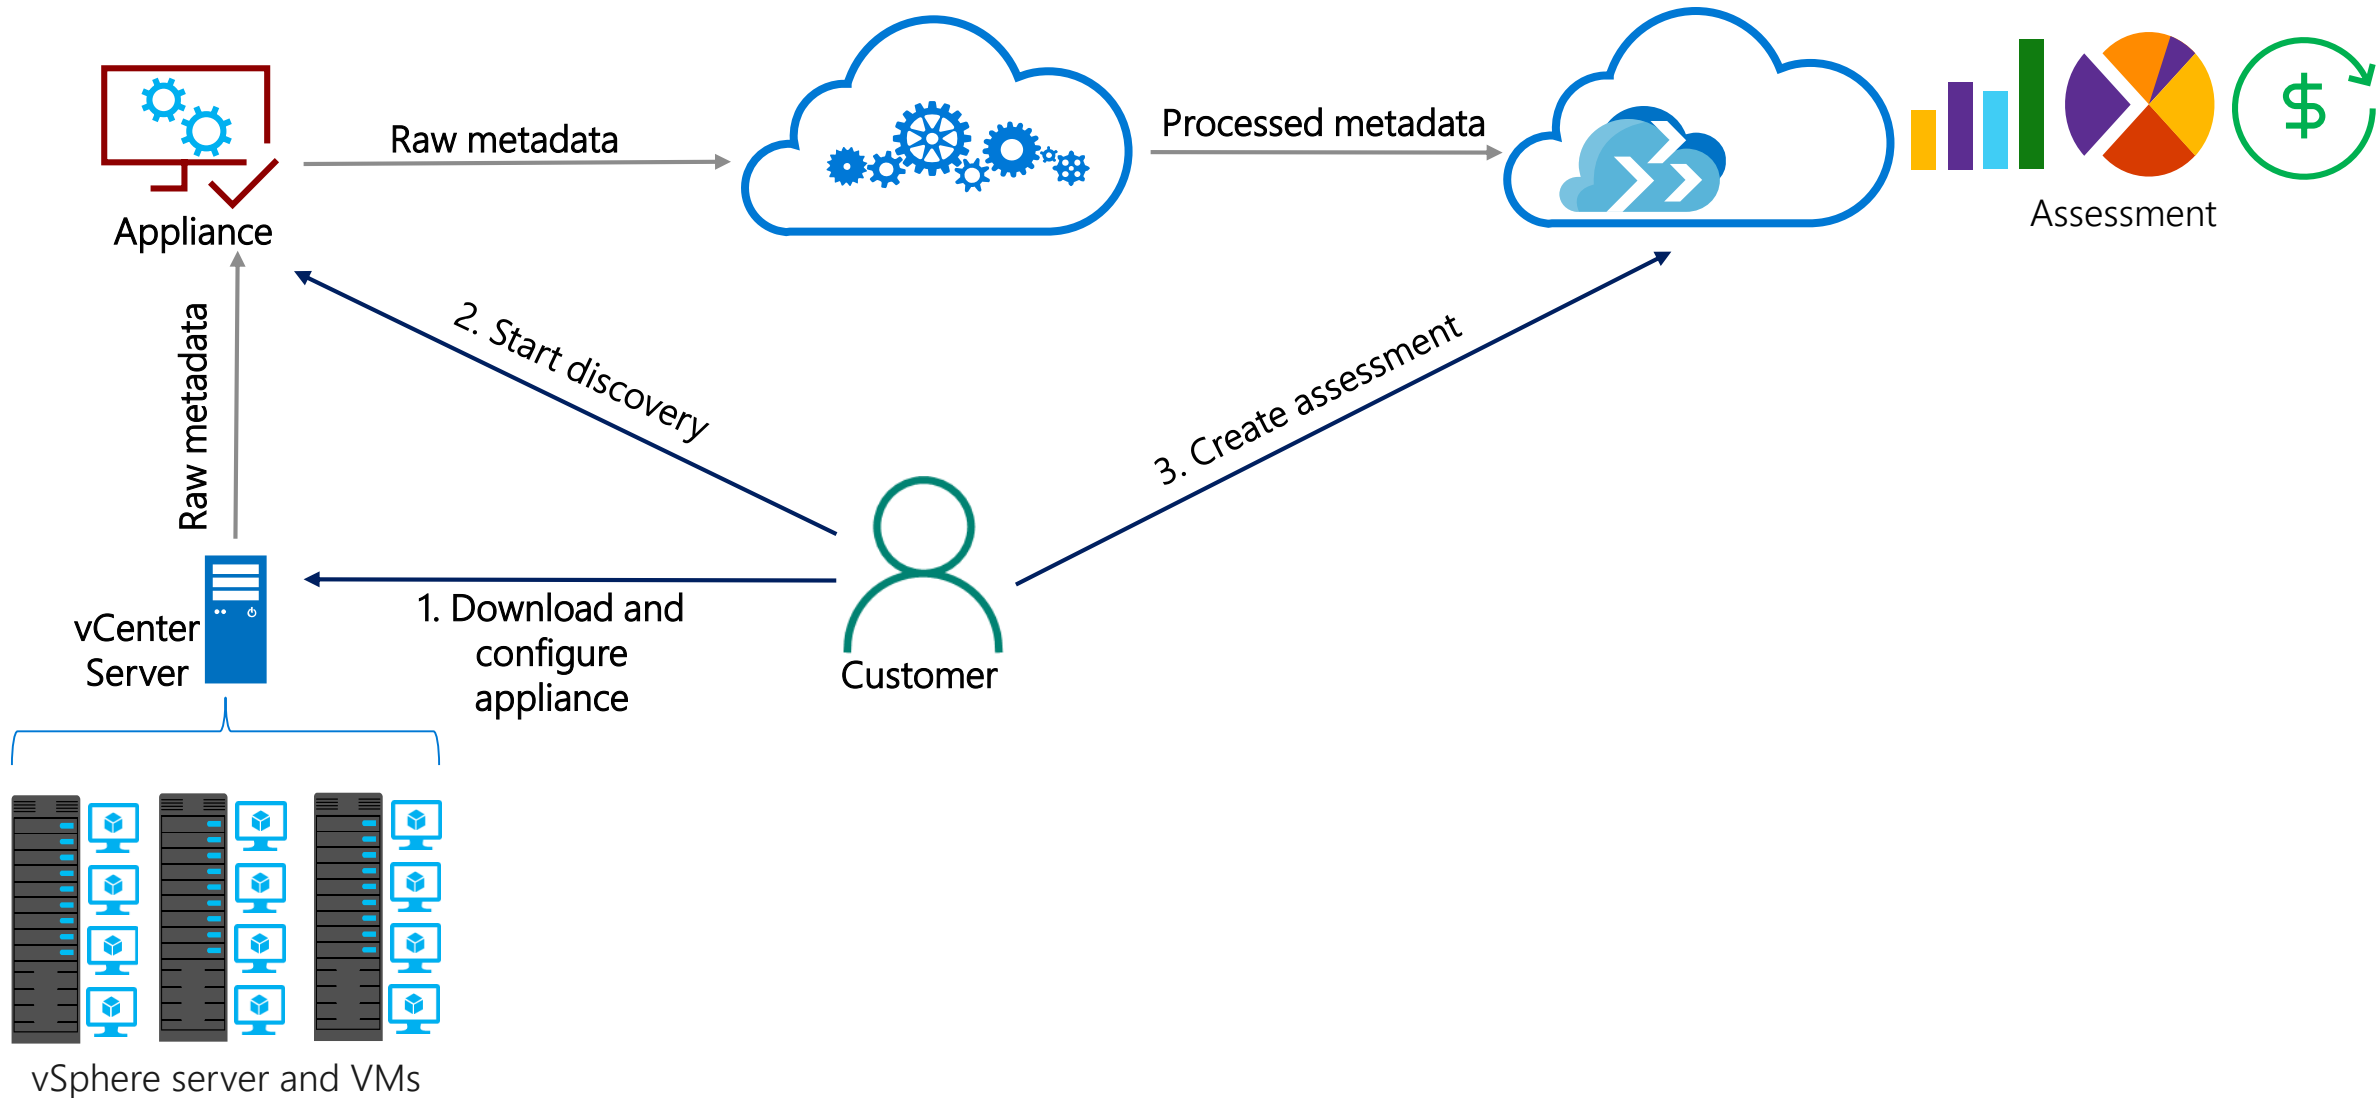 Raw metadata
Processed metadata
Appliance
Assessment
Raw metadata
2. Start discovery
3. Create assessment
vCenter
Server
1. Download and
configure
appliance
Customer
vSphere server and VMs